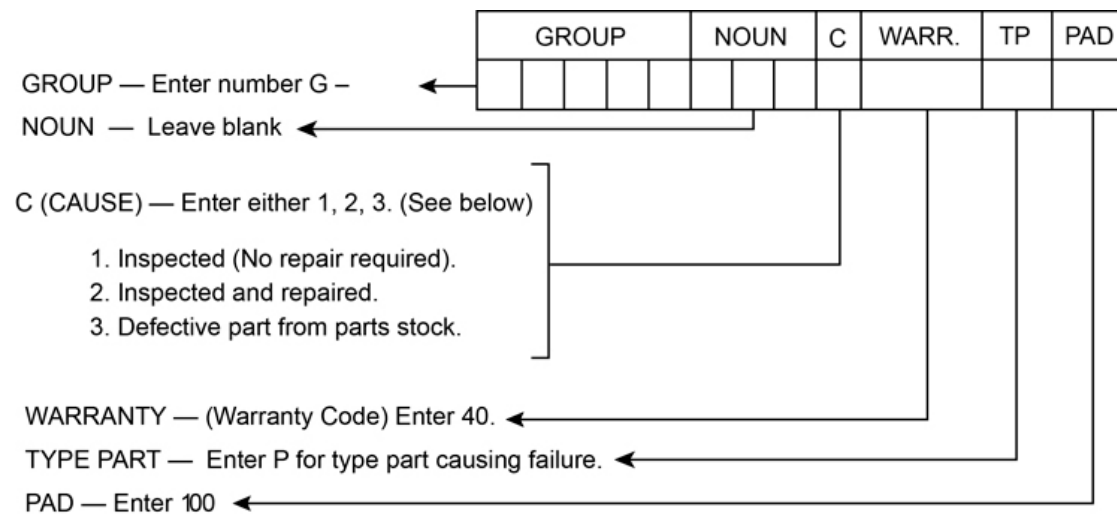 GROUP NOUN C WARR. TP PAD
GROUP — Enter number G –
NOUN — Leave blank
C (CAUSE) — Enter either 1, 2, 3. (See below)
1. Inspected (No repair required).
2. Inspected and repaired.
3. Defective part from parts stock.
WARRANTY — (Warranty Code) Enter 40.
TYPE PART — Enter P for type part causing failure.
PAD — Enter 100